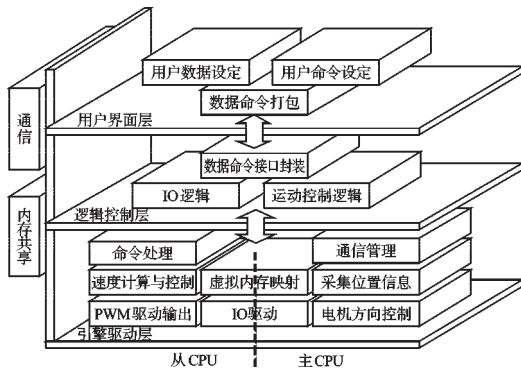 用户数据设定
用户命令设定
数据命令打包
通信
用户界面层
数据命令接口封装
IO逻辑
运动控制逻辑
内存共享
逻辑控制层
命令处理
通信管理
速度计算与控制
虚拟内存映射
采集位置信息
PWM驱动输出
IO驱动
电机方向控制
引擎驱动层
从CPU
主CPU